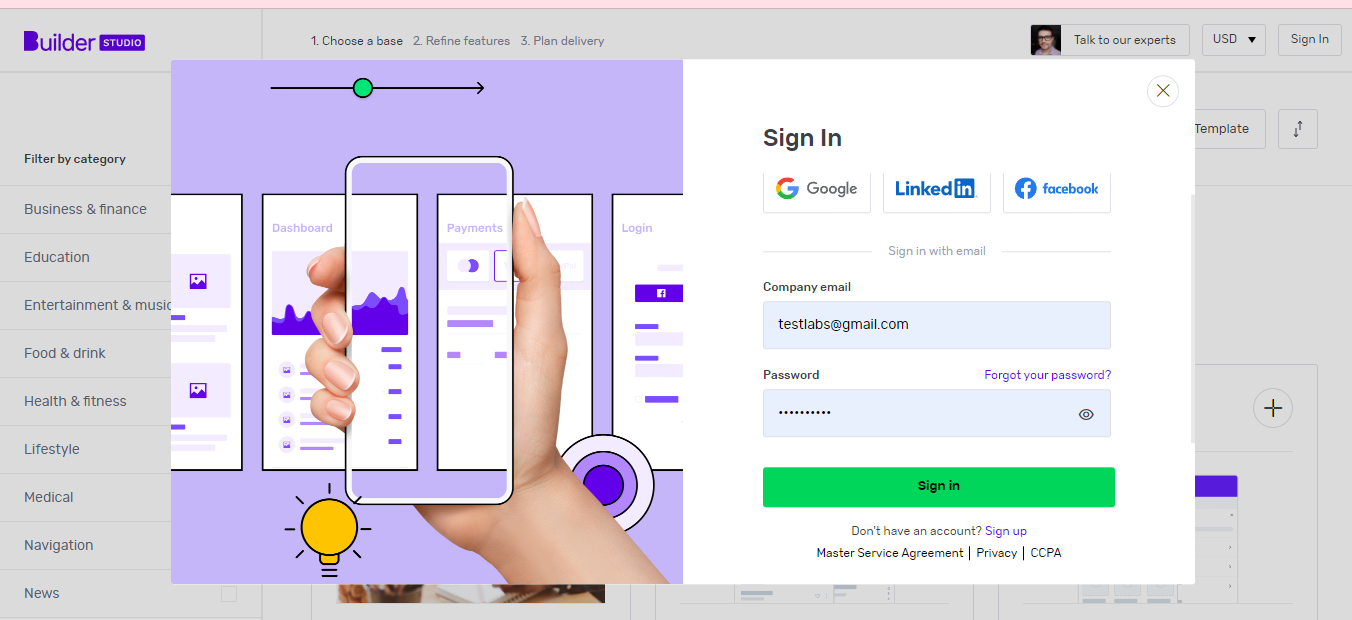 Builder STUDIO
1. Choose a base 2. Refine features 3. Plan delivery
Talk to our experts
USD
Sign In
Template
Filter by category
Business & finance
Education
Entertainment & music
Food & drink
Health & fitness
Lifestyle
Medical
Navigation
News
Dashboard
Payments
Login
Sign In
Google
LinkedIn
facebook
Sign in with email
Company email
testlabs@gmail.com
Password Forgot your password?
••••••••••
Sign in
Don't have an account? Sign up
Master Service Agreement | Privacy | CCPA